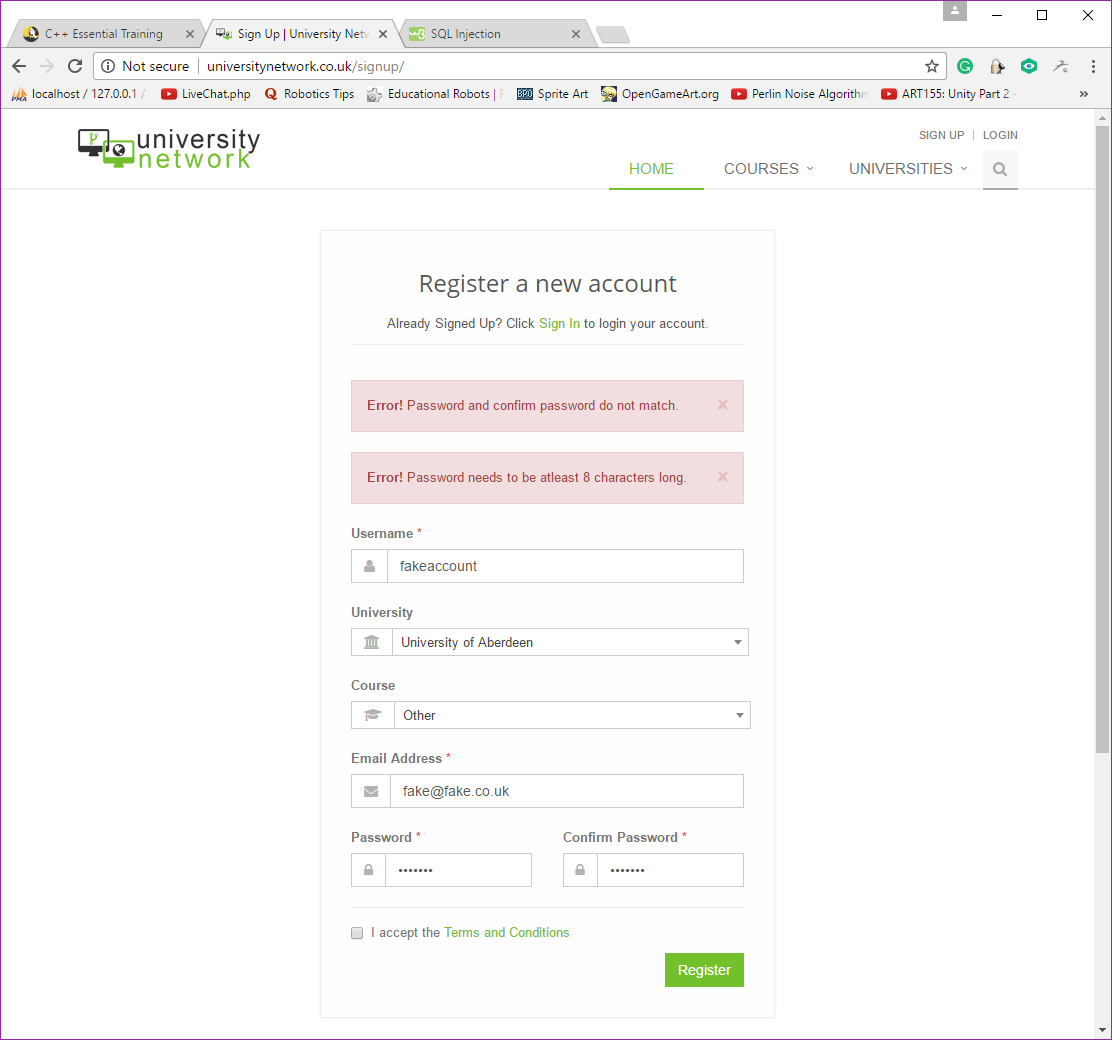 C++ Essential Training
Sign Up | University Netw
SQL Injection
Not secure | universitynetwork.co.uk/signup/
PMA localhost / 127.0.0.1 /
LiveChat.php
Robotics Tips
Educational Robots |
BPO Sprite Art
OpenGameArt.org
Perlin Noise Algorithm
ART155: Unity Part 2 -
university
network
SIGN UP | LOGIN
HOME
COURSES
UNIVERSITIES
Register a new account
Already Signed Up? Click Sign In to login your account.
Error! Password and confirm password do not match.
Error! Password needs to be atleast 8 characters long.
Username *
fakeaccount
University
University of Aberdeen
Course
Other
Email Address *
fake@fake.co.uk
Password * Confirm Password *
••••••• •••••••
I accept the Terms and Conditions
Register